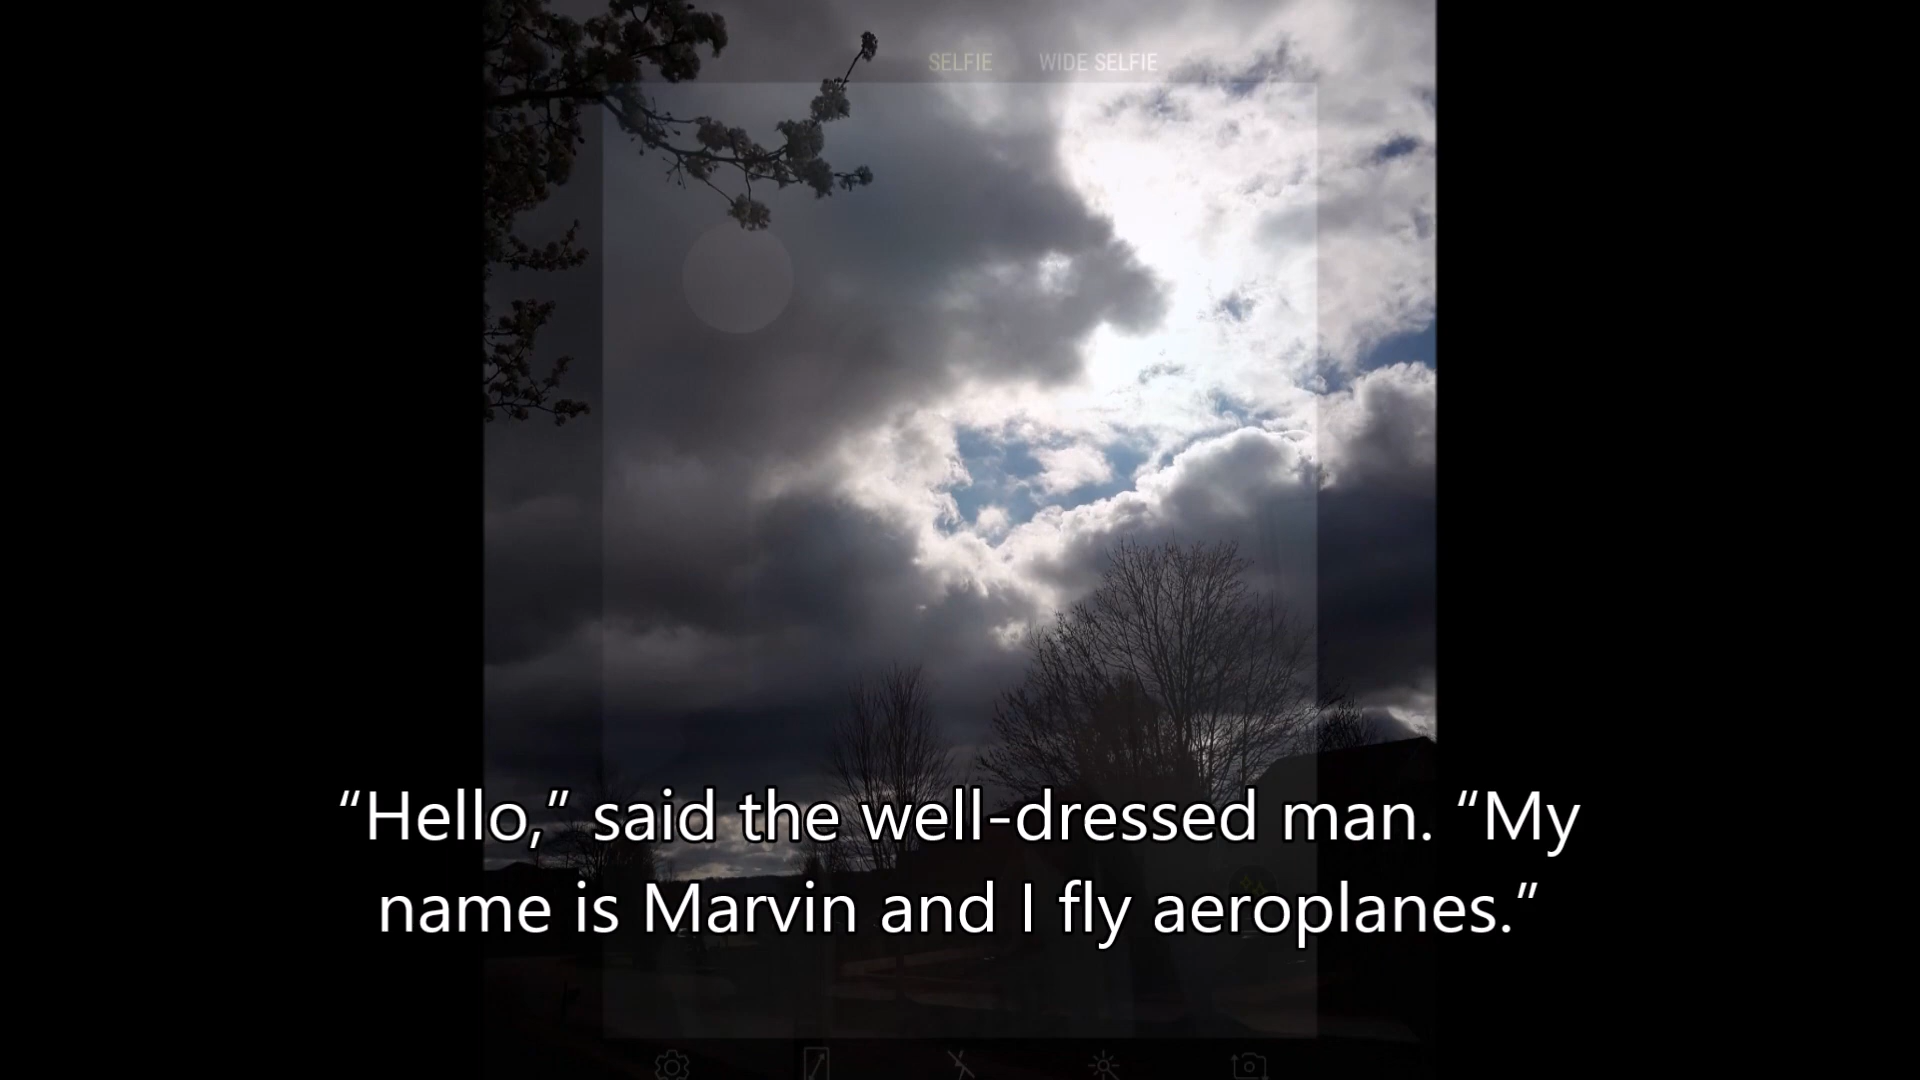 SELFIE WIDE SELFIE
“Hello,” said the well-dressed man. “My
name is Marvin and I fly aeroplanes.”